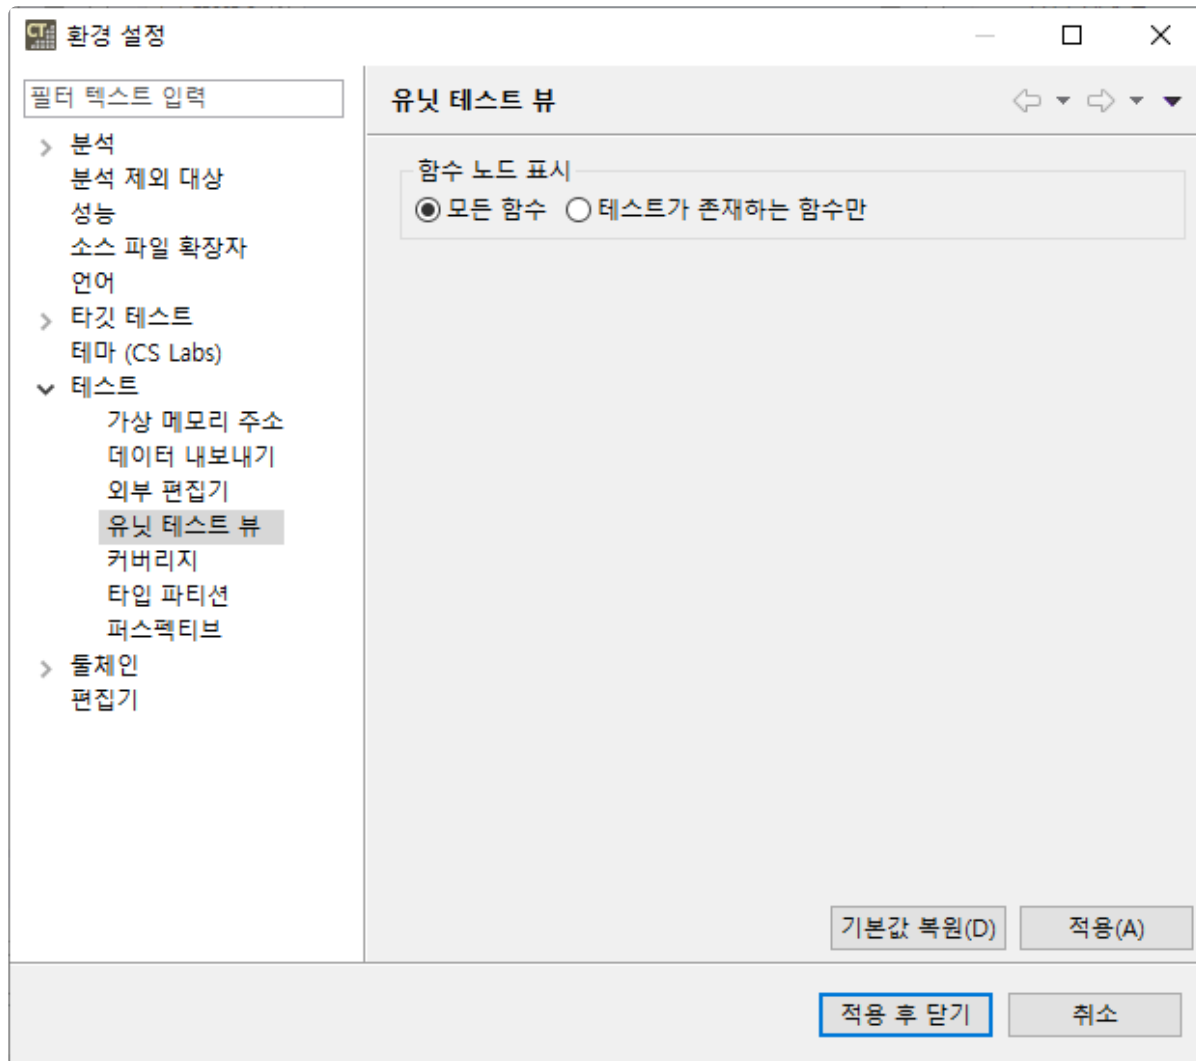 CT 환경 설정
필터 텍스트 입력
분석
분석 제외 대상
성능
소스 파일 확장자
언어
타깃 테스트
테마 (CS Labs)
테스트
가상 메모리 주소
데이터 내보내기
외부 편집기
유닛 테스트 뷰
커버리지
타입 파티션
퍼스펙티브
툴체인
편집기
유닛 테스트 뷰
함수 노드 표시
모든 함수 테스트가 존재하는 함수만
기본값 복원(D) 적용(A)
적용 후 닫기 취소